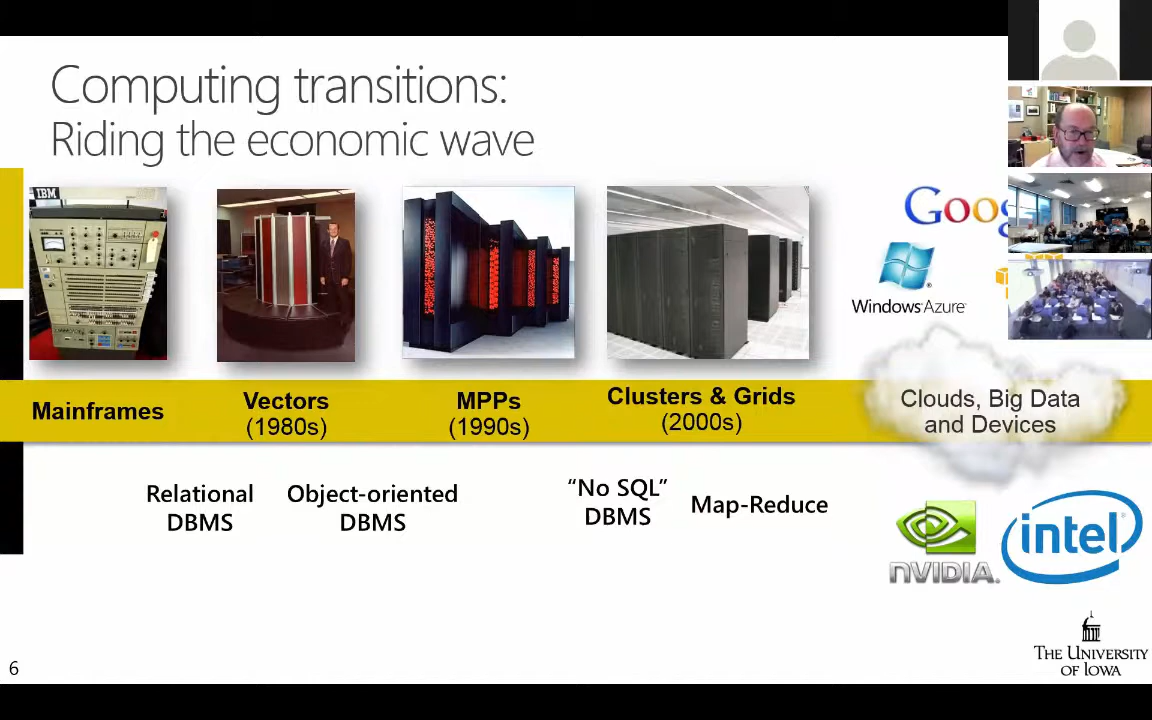 Computing transitions:
Riding the economic wave
IBM
Goo
Windows Azure
Mainframes
Vectors
(1980s)
MPPs
(1990s)
Clusters & Grids
(2000s)
Clouds, Big Data
and Devices
Relational
DBMS
Object-oriented
DBMS
“No SQL”
DBMS
Map-Reduce
NVIDIA.
intel
THE UNIVERSITY
OF IOWA
6